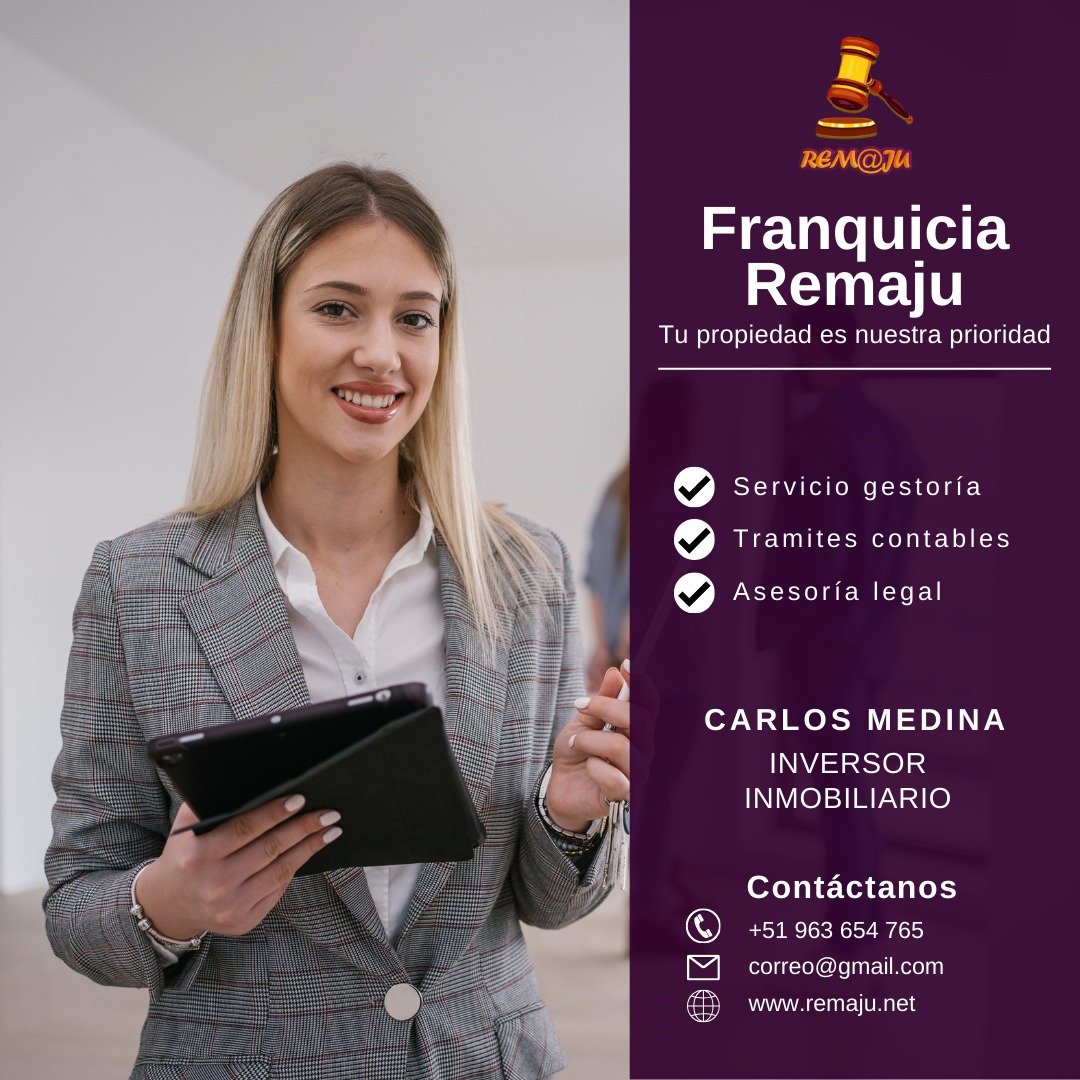 REM@JU
Franquicia
Remaju
Tu propiedad es nuestra prioridad
Servicio gestoría
Tramites contables
Asesoría legal
CARLOS MEDINA
INVERSOR
INMOBILIARIO
Contáctanos
+51 963 654 765
correo@gmail.com
www.remaju.net